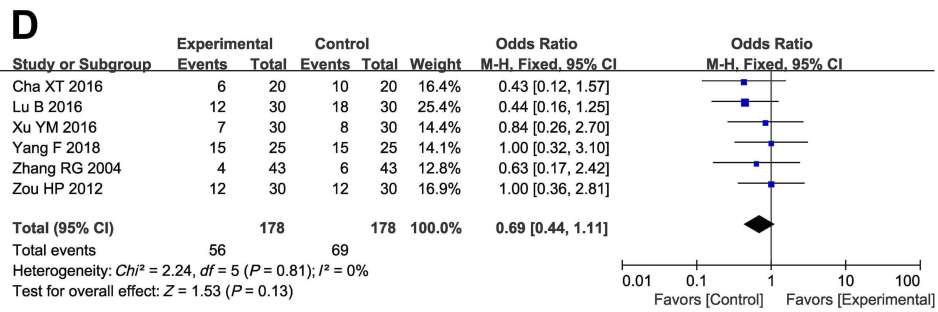 D
Experimental Control Odds Ratio Odds Ratio
Study or Subgroup Events Total Events Total Weight M-H, Fixed, 95% CI M-H, Fixed, 95% CI
Cha XT 2016 6 20 10 20 16.4% 0.43 [0.12, 1.57]
Lu B 2016 12 30 18 30 25.4% 0.44 [0.16, 1.25]
Xu YM 2016 7 30 8 30 14.4% 0.84 [0.26, 2.70]
Yang F 2018 15 25 15 25 14.1% 1.00 [0.32, 3.10]
Zhang RG 2004 4 43 6 43 12.8% 0.63 [0.17, 2.42]
Zou HP 2012 12 30 12 30 16.9% 1.00 [0.36, 2.81]
Total (95% CI) 178 178 100.0% 0.69 [0.44, 1.11]
Total events 56 69
Heterogeneity: Chi² = 2.24, df = 5 (P = 0.81); I² = 0%
Test for overall effect: Z = 1.53 (P = 0.13)
0.01 0.1 1 10 100
Favors [Control] Favors [Experimental]